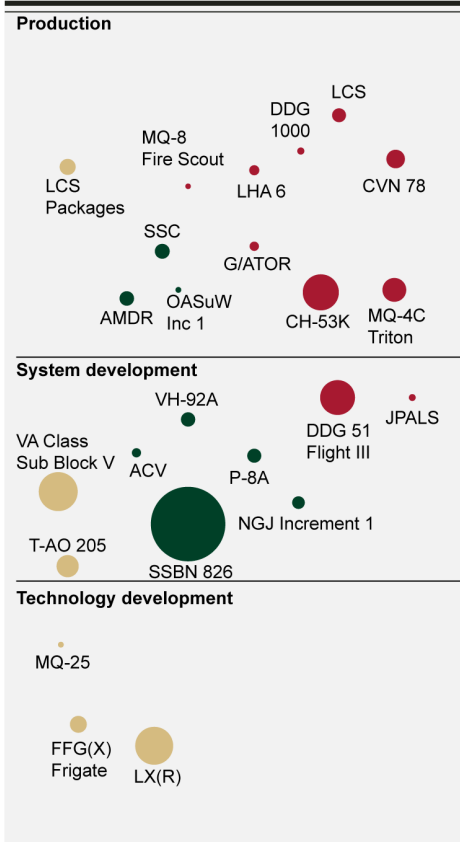 Production
LCS
DDG
1000
MQ-8
Fire Scout
LCS
Packages
LHA 6
CVN 78
SSC
G/ATOR
AMDR
OASuW
Inc 1
CH-53K
MQ-4C
Triton
System development
VH-92A
DDG 51
Flight III
JPALS
VA Class
Sub Block V
ACV
P-8A
NGJ Increment 1
T-AO 205
SSBN 826
Technology development
MQ-25
FFG(X)
Frigate
LX(R)